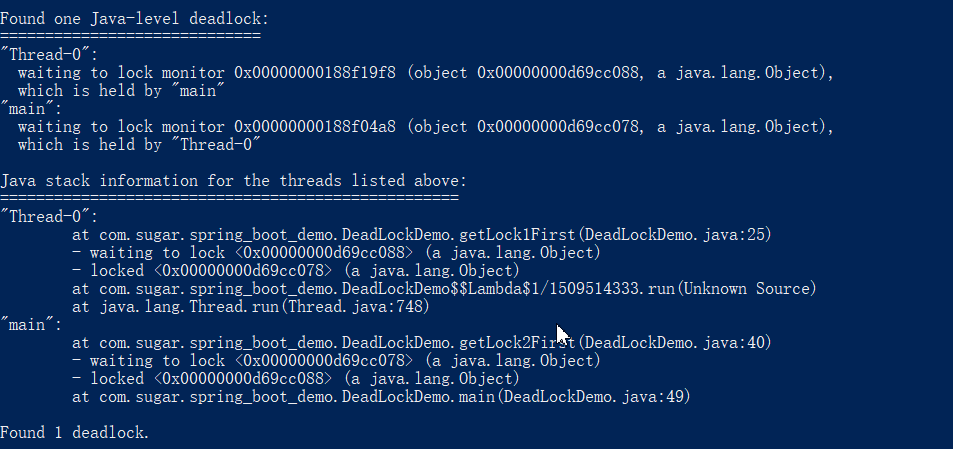 Found one Java-level deadlock:
=============================
"Thread-0":
  waiting to lock monitor 0x00000000188f19f8 (object 0x00000000d69cc088, a java.lang.Object),
  which is held by "main"
"main":
  waiting to lock monitor 0x00000000188f04a8 (object 0x00000000d69cc078, a java.lang.Object),
  which is held by "Thread-0"

Java stack information for the threads listed above:
===================================================
"Thread-0":
        at com.sugar.spring_boot_demo.DeadLockDemo.getLock1First(DeadLockDemo.java:25)
        - waiting to lock <0x00000000d69cc088> (a java.lang.Object)
        - locked <0x00000000d69cc078> (a java.lang.Object)
        at com.sugar.spring_boot_demo.DeadLockDemo$$Lambda$1/1509514333.run(Unknown Source)
        at java.lang.Thread.run(Thread.java:748)
"main":
        at com.sugar.spring_boot_demo.DeadLockDemo.getLock2First(DeadLockDemo.java:40)
        - waiting to lock <0x00000000d69cc078> (a java.lang.Object)
        - locked <0x00000000d69cc088> (a java.lang.Object)
        at com.sugar.spring_boot_demo.DeadLockDemo.main(DeadLockDemo.java:49)

Found 1 deadlock.